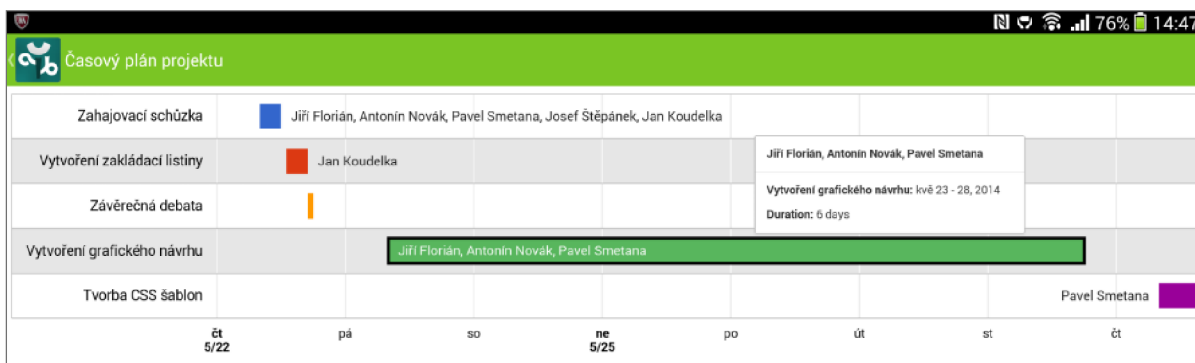 76% 14:47
Časový plán projektu
Zahajovací schůzka
Jiří Florián, Antonín Novák, Pavel Smetana, Josef Štěpánek, Jan Koudelka
Vytvoření zakládací listiny
Jan Koudelka
Jiří Florián, Antonín Novák, Pavel Smetana
Vytvoření grafického návrhu: kvě 23 - 28, 2014
Duration: 6 days
Závěrečná debata
Vytvoření grafického návrhu
Jiří Florián, Antonín Novák, Pavel Smetana
Tvorba CSS šablon
Pavel Smetana
čt pá so ne po út st čt
5/22 5/25